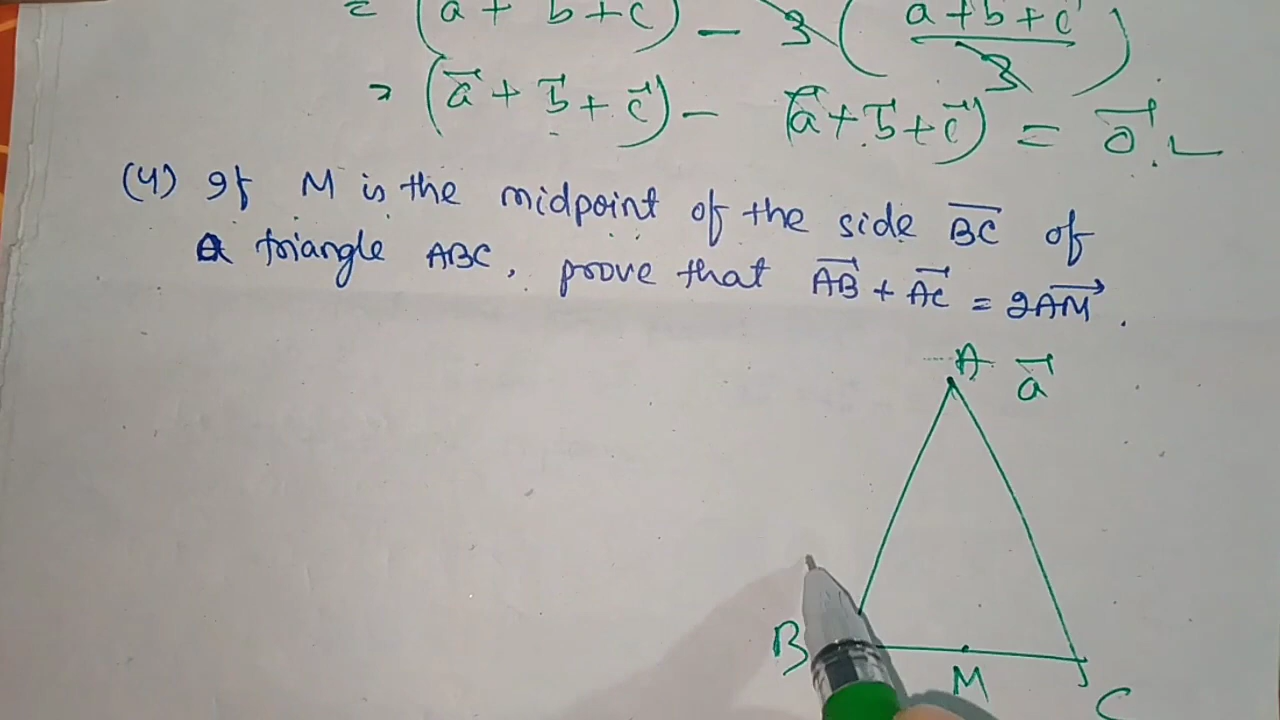 = (a + b + c) – 3 ( a + b + c / 3 )
= (a⃗ + b⃗ + c⃗) – (a⃗ + b⃗ + c⃗) = 0⃗.
(4) If M is the midpoint of the side B̅C̅ of
a triangle ABC, prove that AB⃗ + AC⃗ = 2AM⃗.
A a⃗
B
M
C